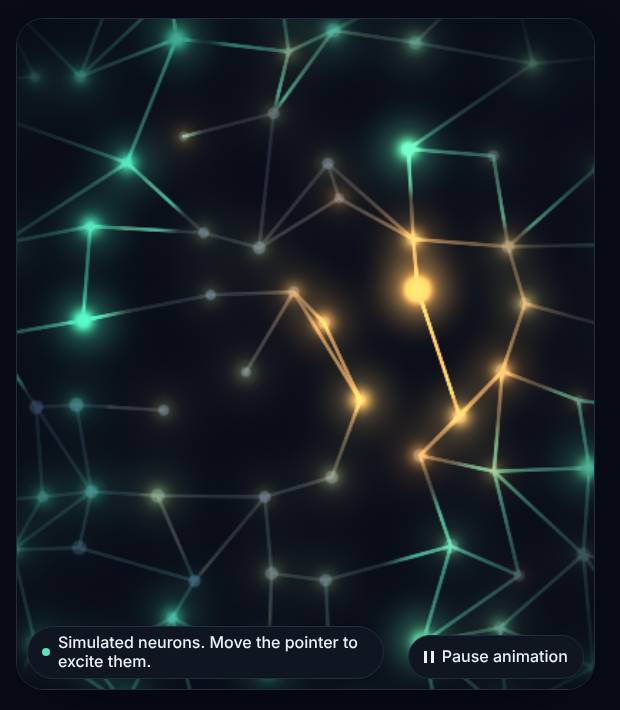 Simulated neurons. Move the pointer to
excite them.
Pause animation